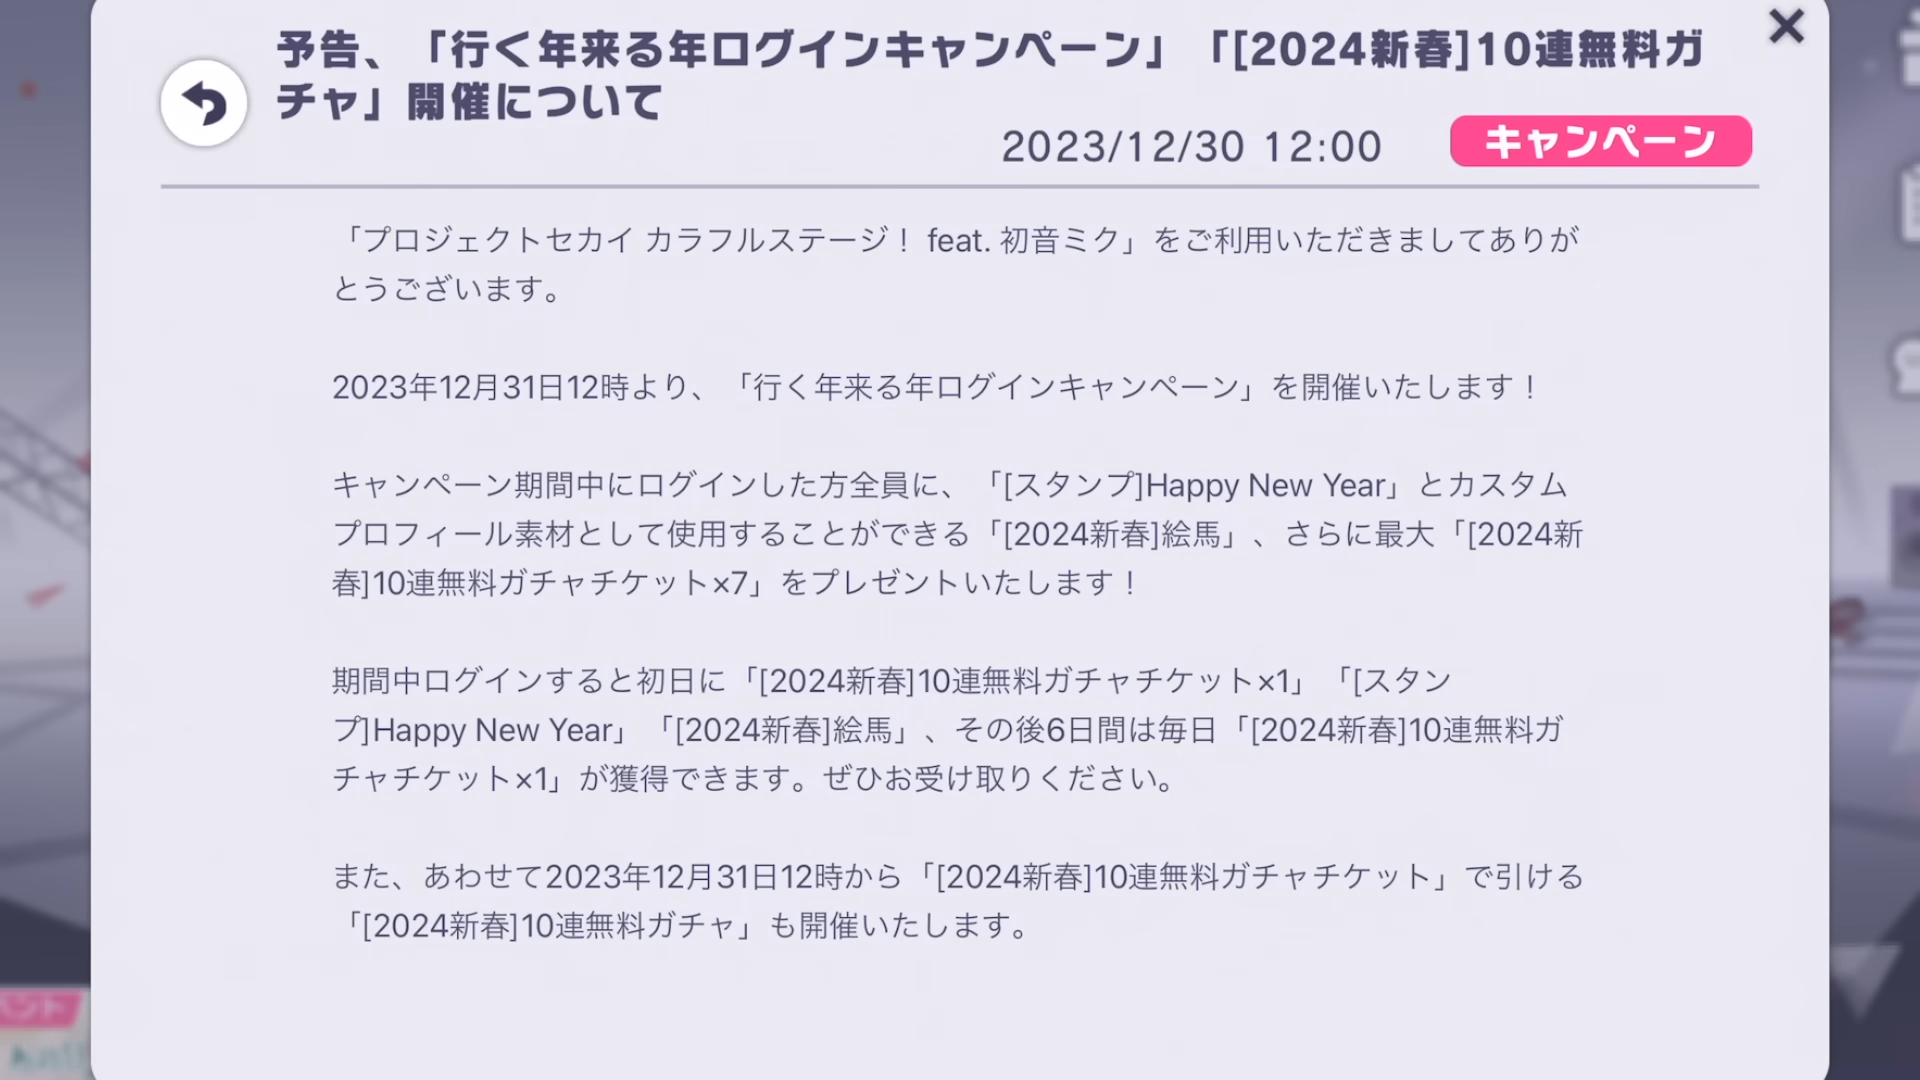 予告、「行く年来る年ログインキャンペーン」「[2024新春]10連無料ガ
チャ」開催について
2023/12/30 12:00
キャンペーン
「プロジェクトセカイ カラフルステージ！ feat. 初音ミク」をご利用いただきましてありが
とうございます。
2023年12月31日12時より、「行く年来る年ログインキャンペーン」を開催いたします！
キャンペーン期間中にログインした方全員に、「[スタンプ]Happy New Year」とカスタム
プロフィール素材として使用することができる「[2024新春]絵馬」、さらに最大「[2024新
春]10連無料ガチャチケット×7」をプレゼントいたします！
期間中ログインすると初日に「[2024新春]10連無料ガチャチケット×1」「[スタン
プ]Happy New Year」「[2024新春]絵馬」、その後6日間は毎日「[2024新春]10連無料ガ
チャチケット×1」が獲得できます。ぜひお受け取りください。
また、あわせて2023年12月31日12時から「[2024新春]10連無料ガチャチケット」で引ける
「[2024新春]10連無料ガチャ」も開催いたします。
ベント